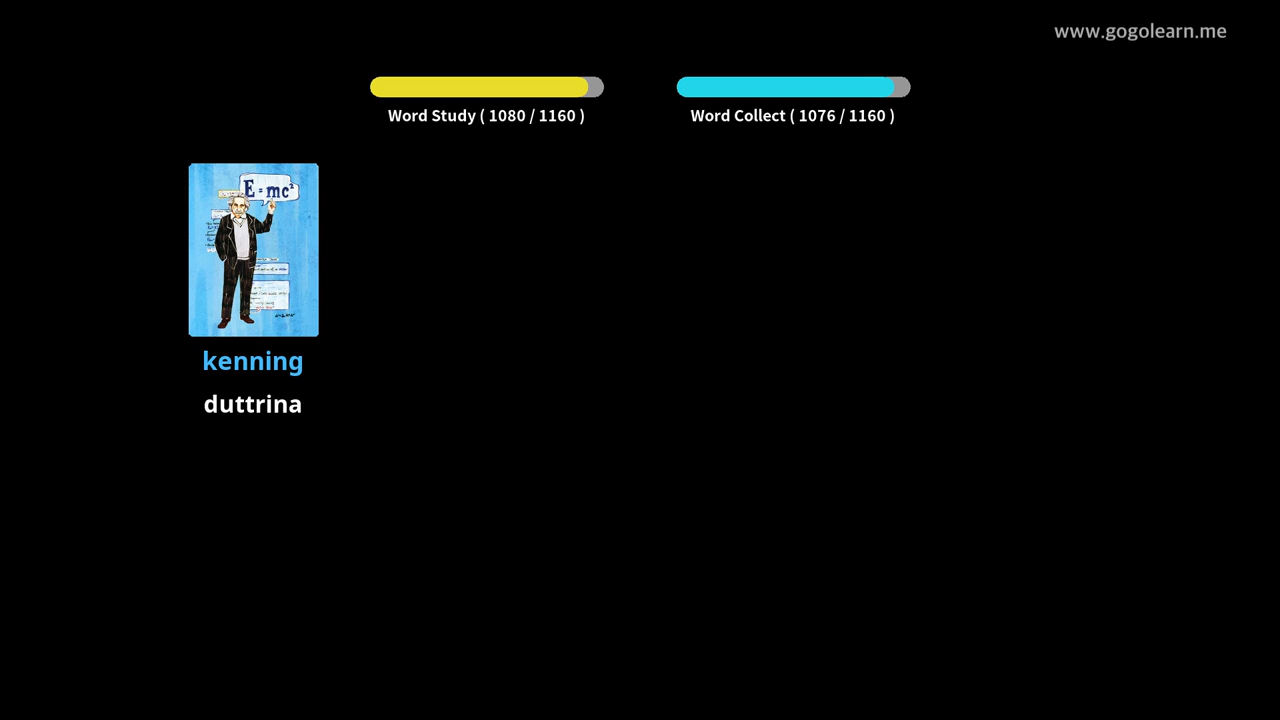 www.gogolearn.me
Word Study ( 1080 / 1160 )
Word Collect ( 1076 / 1160 )
E=mc²
kenning
duttrina